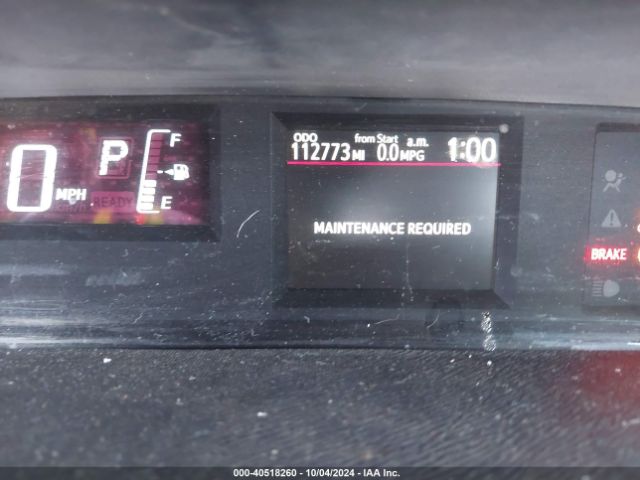 0 MPH
P
READY
F
E
ODO from Start a.m.
112773 MI 0.0 MPG 1:00
MAINTENANCE REQUIRED
BRAKE
000-40518260 - 10/04/2024 - IAA Inc.